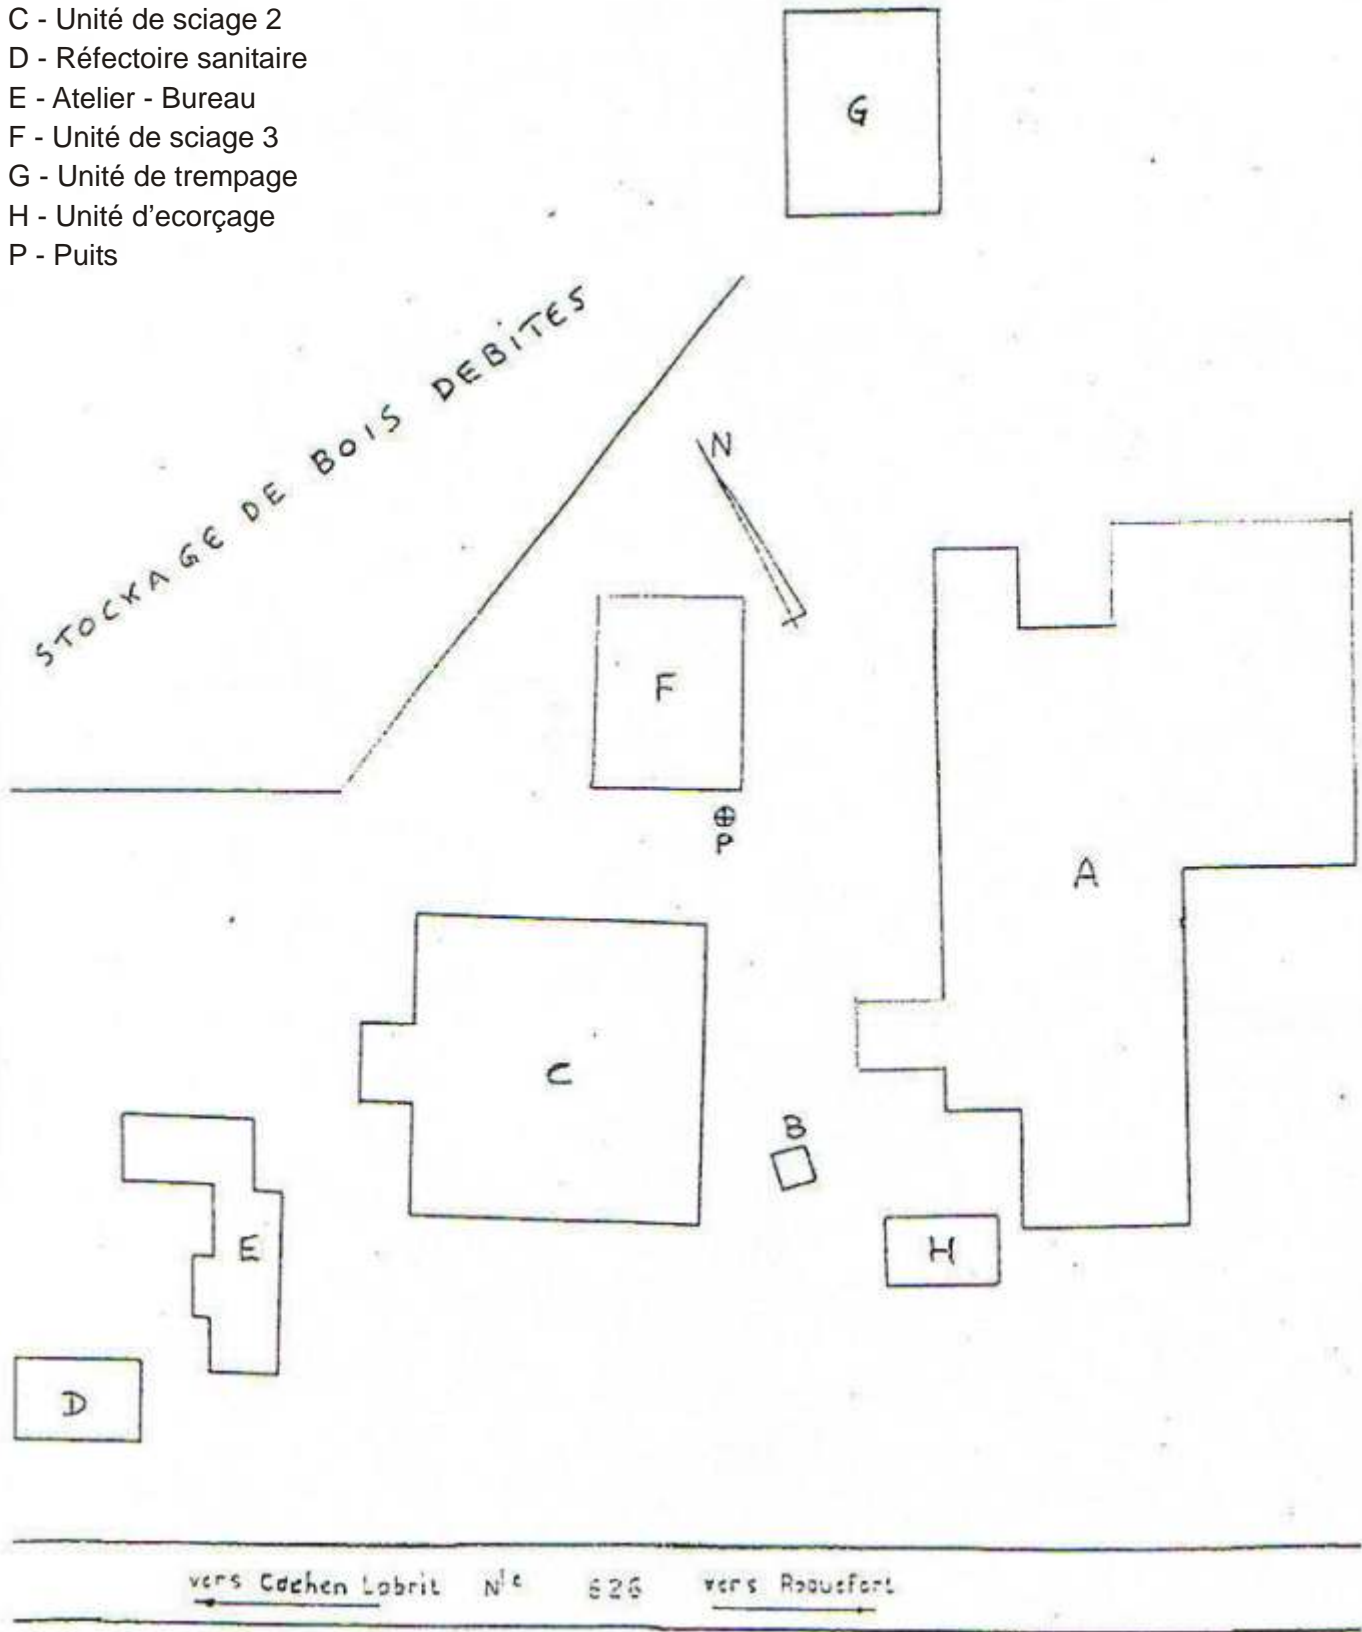 C - Unité de sciage 2
D - Réfectoire sanitaire
E - Atelier - Bureau
F - Unité de sciage 3
G - Unité de trempage
H - Unité d'ecorçage
P - Puits
G
STOCKAGE DE BOIS DEBITES
N
F
P
A
C
B
E
H
D
vers Cachen Labrit Nle 626 vers Roquefort